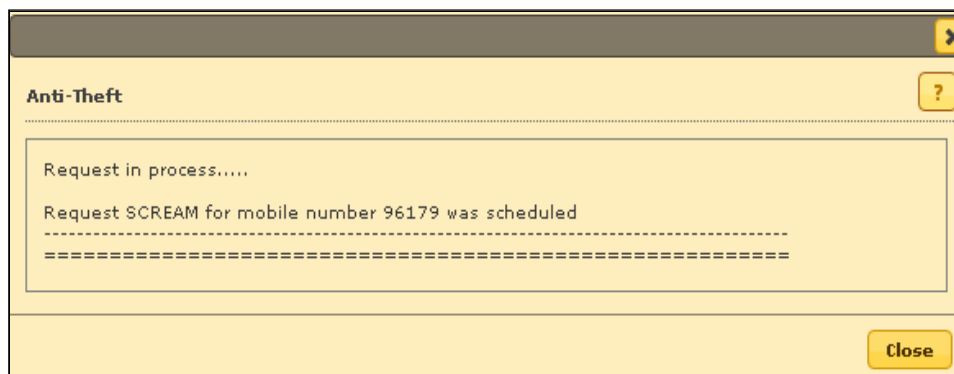 x
Anti-Theft
?
Request in process.....
Request SCREAM for mobile number 96179 was scheduled
------------------------------------------------------------------------------------------
=========================================================
Close